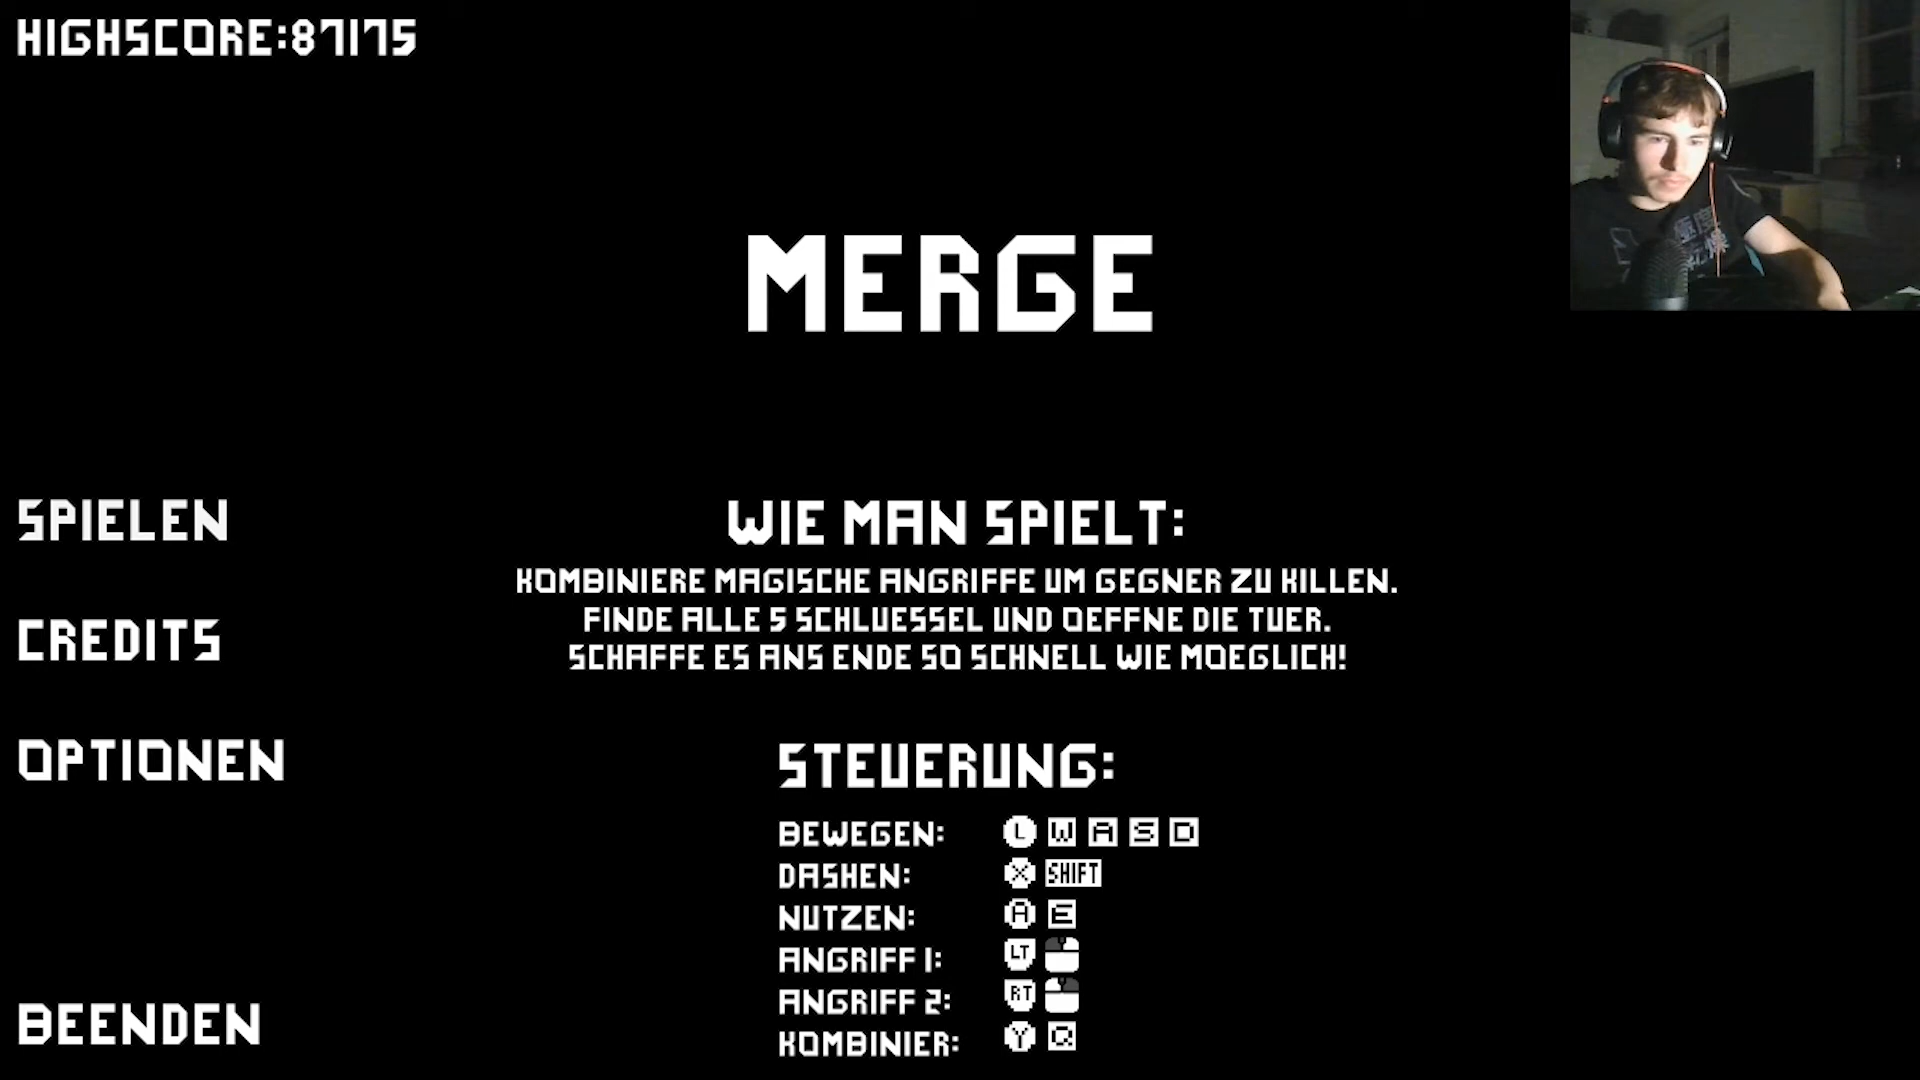 HIGHSCORE:87175
MERGE
SPIELEN
CREDITS
OPTIONEN
BEENDEN
WIE MAN SPIELT:
KOMBINIERE MAGISCHE ANGRIFFE UM GEGNER ZU KILLEN.
FINDE ALLE 5 SCHLUESSEL UND OEFFNE DIE TUER.
SCHAFFE ES ANS ENDE SO SCHNELL WIE MOEGLICH!
STEUERUNG:
BEWEGEN: L W A S D
DASHEN: X SHIFT
NUTZEN: A E
ANGRIFF 1: LT
ANGRIFF 2: RT
KOMBINIER: Y Q